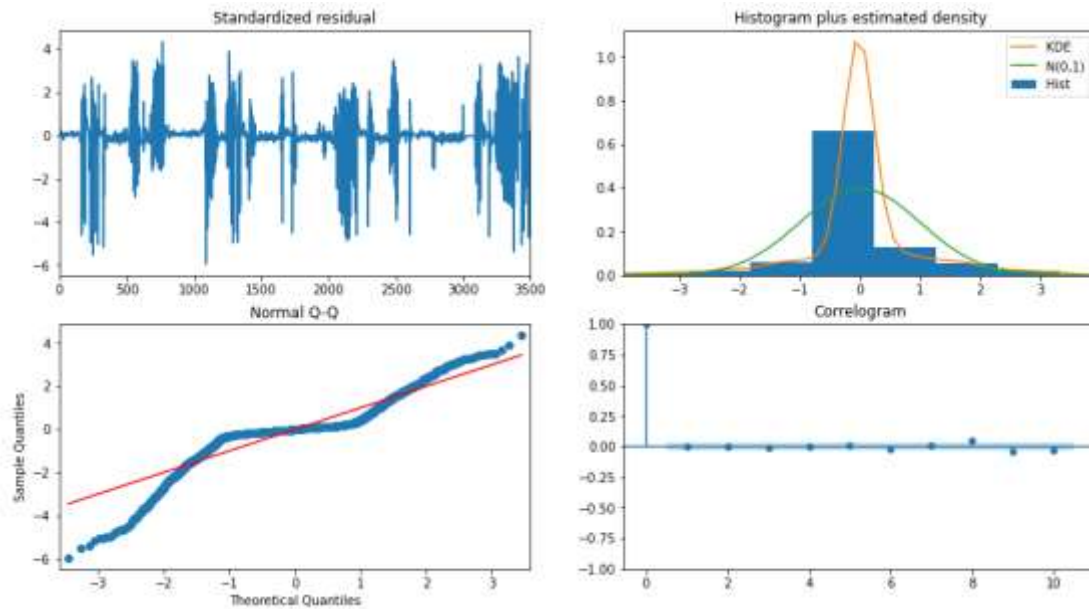 Standardized residual
4
2
0
−2
−4
−6
0 500 1000 1500 2000 2500 3000 3500
Histogram plus estimated density
KDE
N(0,1)
Hist
1.0
0.8
0.6
0.4
0.2
0.0
−3 −2 −1 0 1 2 3
Normal Q-Q
Sample Quantiles
4
2
0
−2
−4
−6
−3 −2 −1 0 1 2 3
Theoretical Quantiles
Correlogram
1.00
0.75
0.50
0.25
0.00
−0.25
−0.50
−0.75
−1.00
0 2 4 6 8 10